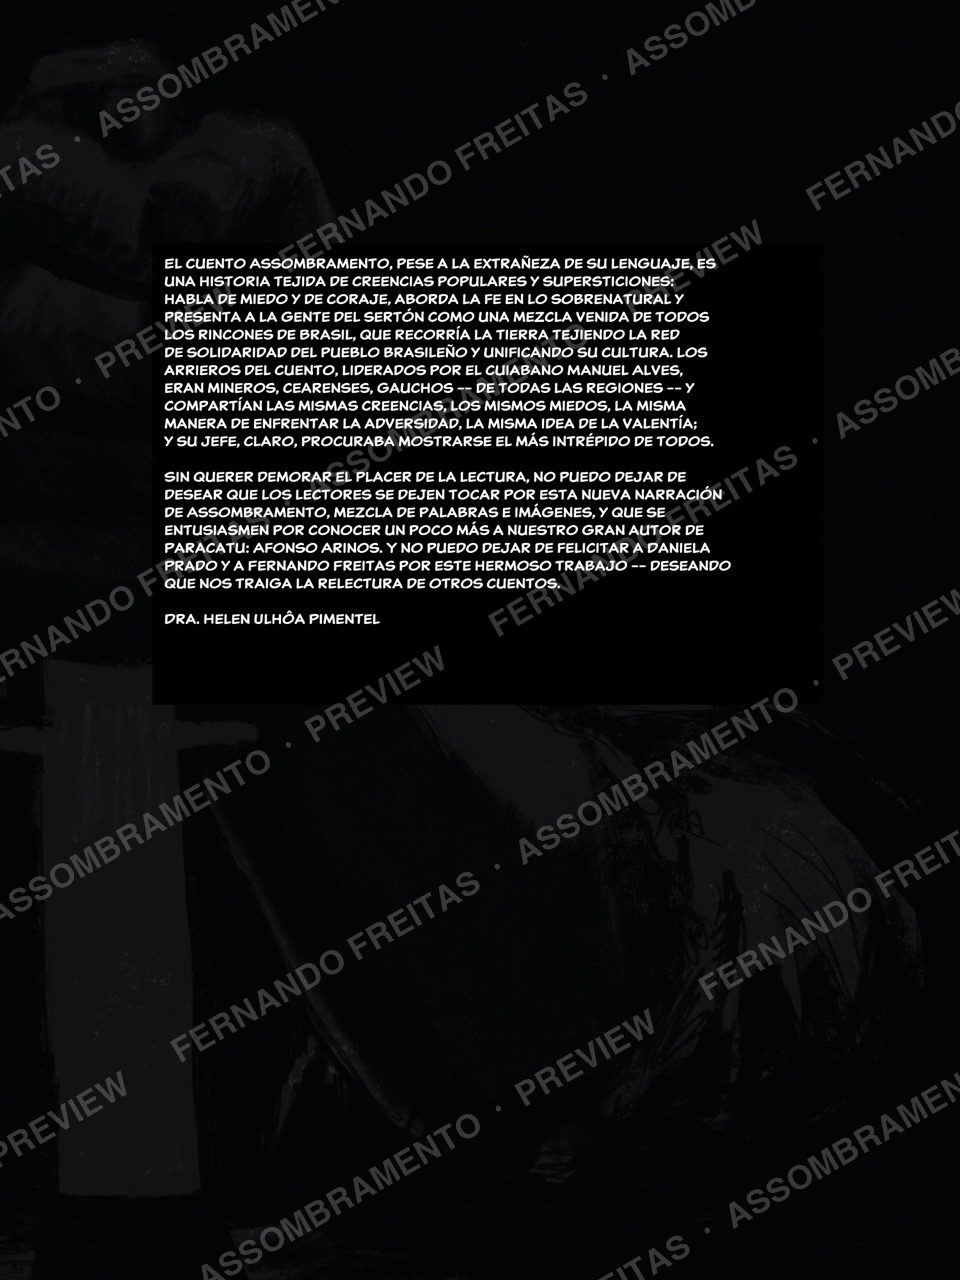 EL CUENTO ASSOMBRAMENTO, PESE A LA EXTRAÑEZA DE SU LENGUAJE, ES
UNA HISTORIA TEJIDA DE CREENCIAS POPULARES Y SUPERSTICIONES:
HABLA DE MIEDO Y DE CORAJE, ABORDA LA FE EN LO SOBRENATURAL Y
PRESENTA A LA GENTE DEL SERTÓN COMO UNA MEZCLA VENIDA DE TODOS
LOS RINCONES DE BRASIL, QUE RECORRÍA LA TIERRA TEJIENDO LA RED
DE SOLIDARIDAD DEL PUEBLO BRASILEÑO Y UNIFICANDO SU CULTURA. LOS
ARRIEROS DEL CUENTO, LIDERADOS POR EL CUIABANO MANUEL ALVES,
ERAN MINEROS, CEARENSES, GAUCHOS -- DE TODAS LAS REGIONES -- Y
COMPARTÍAN LAS MISMAS CREENCIAS, LOS MISMOS MIEDOS, LA MISMA
MANERA DE ENFRENTAR LA ADVERSIDAD, LA MISMA IDEA DE LA VALENTÍA;
Y SU JEFE, CLARO, PROCURABA MOSTRARSE EL MÁS INTRÉPIDO DE TODOS.
SIN QUERER DEMORAR EL PLACER DE LA LECTURA, NO PUEDO DEJAR DE
DESEAR QUE LOS LECTORES SE DEJEN TOCAR POR ESTA NUEVA NARRACIÓN
DE ASSOMBRAMENTO, MEZCLA DE PALABRAS E IMÁGENES, Y QUE SE
ENTUSIASMEN POR CONOCER UN POCO MÁS A NUESTRO GRAN AUTOR DE
PARACATU: AFONSO ARINOS. Y NO PUEDO DEJAR DE FELICITAR A DANIELA
PRADO Y A FERNANDO FREITAS POR ESTE HERMOSO TRABAJO -- DESEANDO
QUE NOS TRAIGA LA RELECTURA DE OTROS CUENTOS.
DRA. HELEN ULHÔA PIMENTEL
FERNANDO FREITAS · ASSOMBRAMENTO · PREVIEW